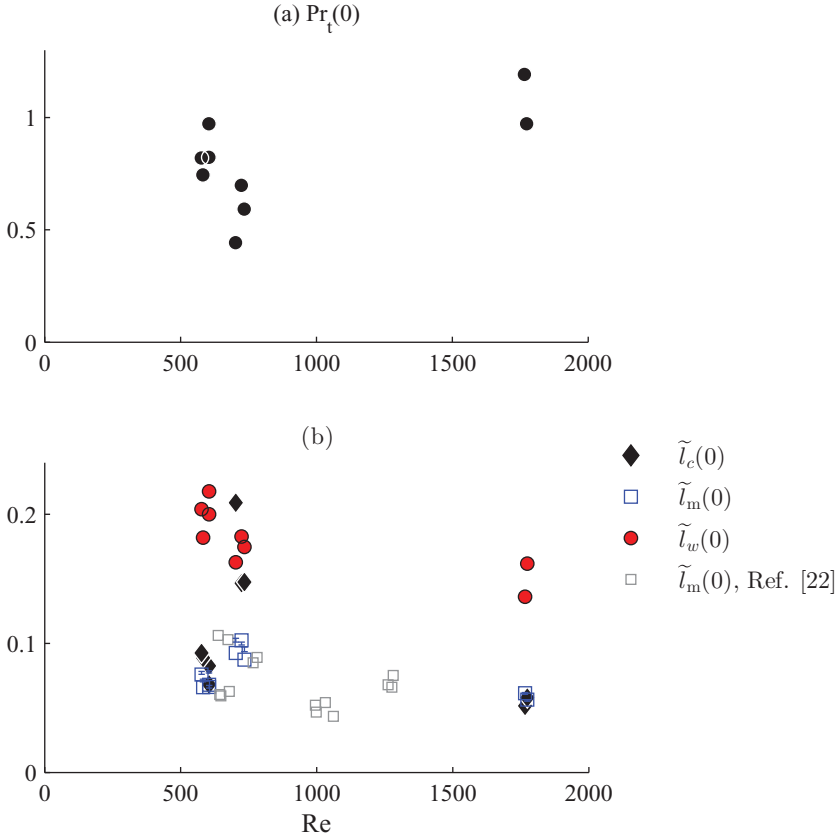 (a) Pr_t(0)
1
0.5
0
0 500 1000 1500 2000
(b)
0.2
0.1
0
0 500 1000 1500 2000
Re
l̃_c(0)
l̃_m(0)
l̃_w(0)
l̃_m(0), Ref. [22]